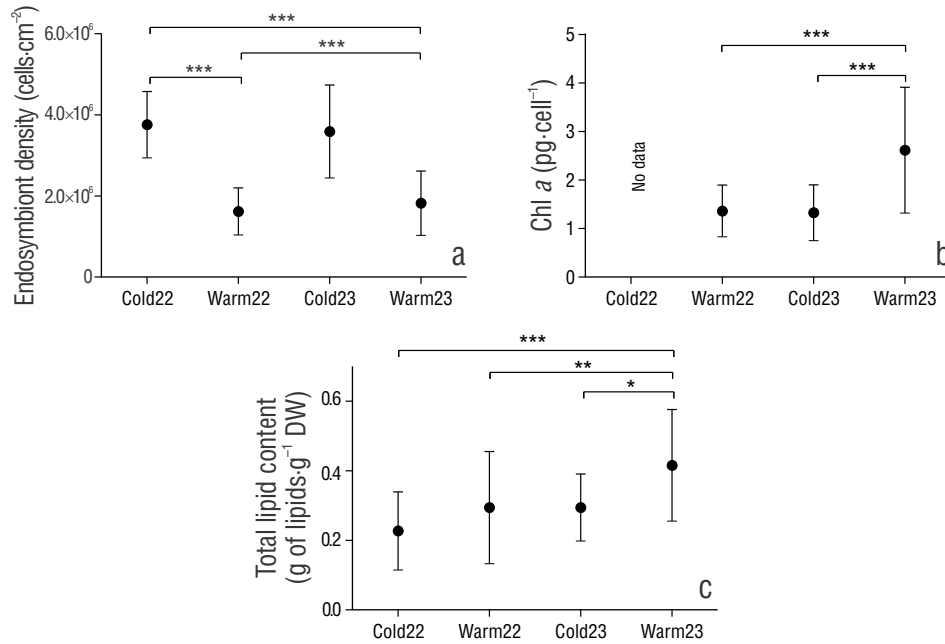 Endosymbiont density (cells·cm⁻²)
6.0×10⁶
4.0×10⁶
2.0×10⁶
0
***
***
***
a
Cold22 Warm22 Cold23 Warm23
Chl a (pg·cell⁻¹)
5
4
3
2
1
0
***
***
No data
b
Cold22 Warm22 Cold23 Warm23
Total lipid content
(g of lipids·g⁻¹ DW)
0.6
0.4
0.2
0.0
***
**
*
c
Cold22 Warm22 Cold23 Warm23